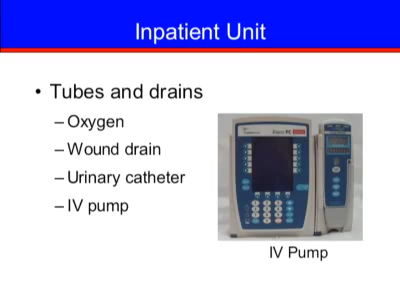 Inpatient Unit
• Tubes and drains
– Oxygen
– Wound drain
– Urinary catheter
– IV pump
IV Pump